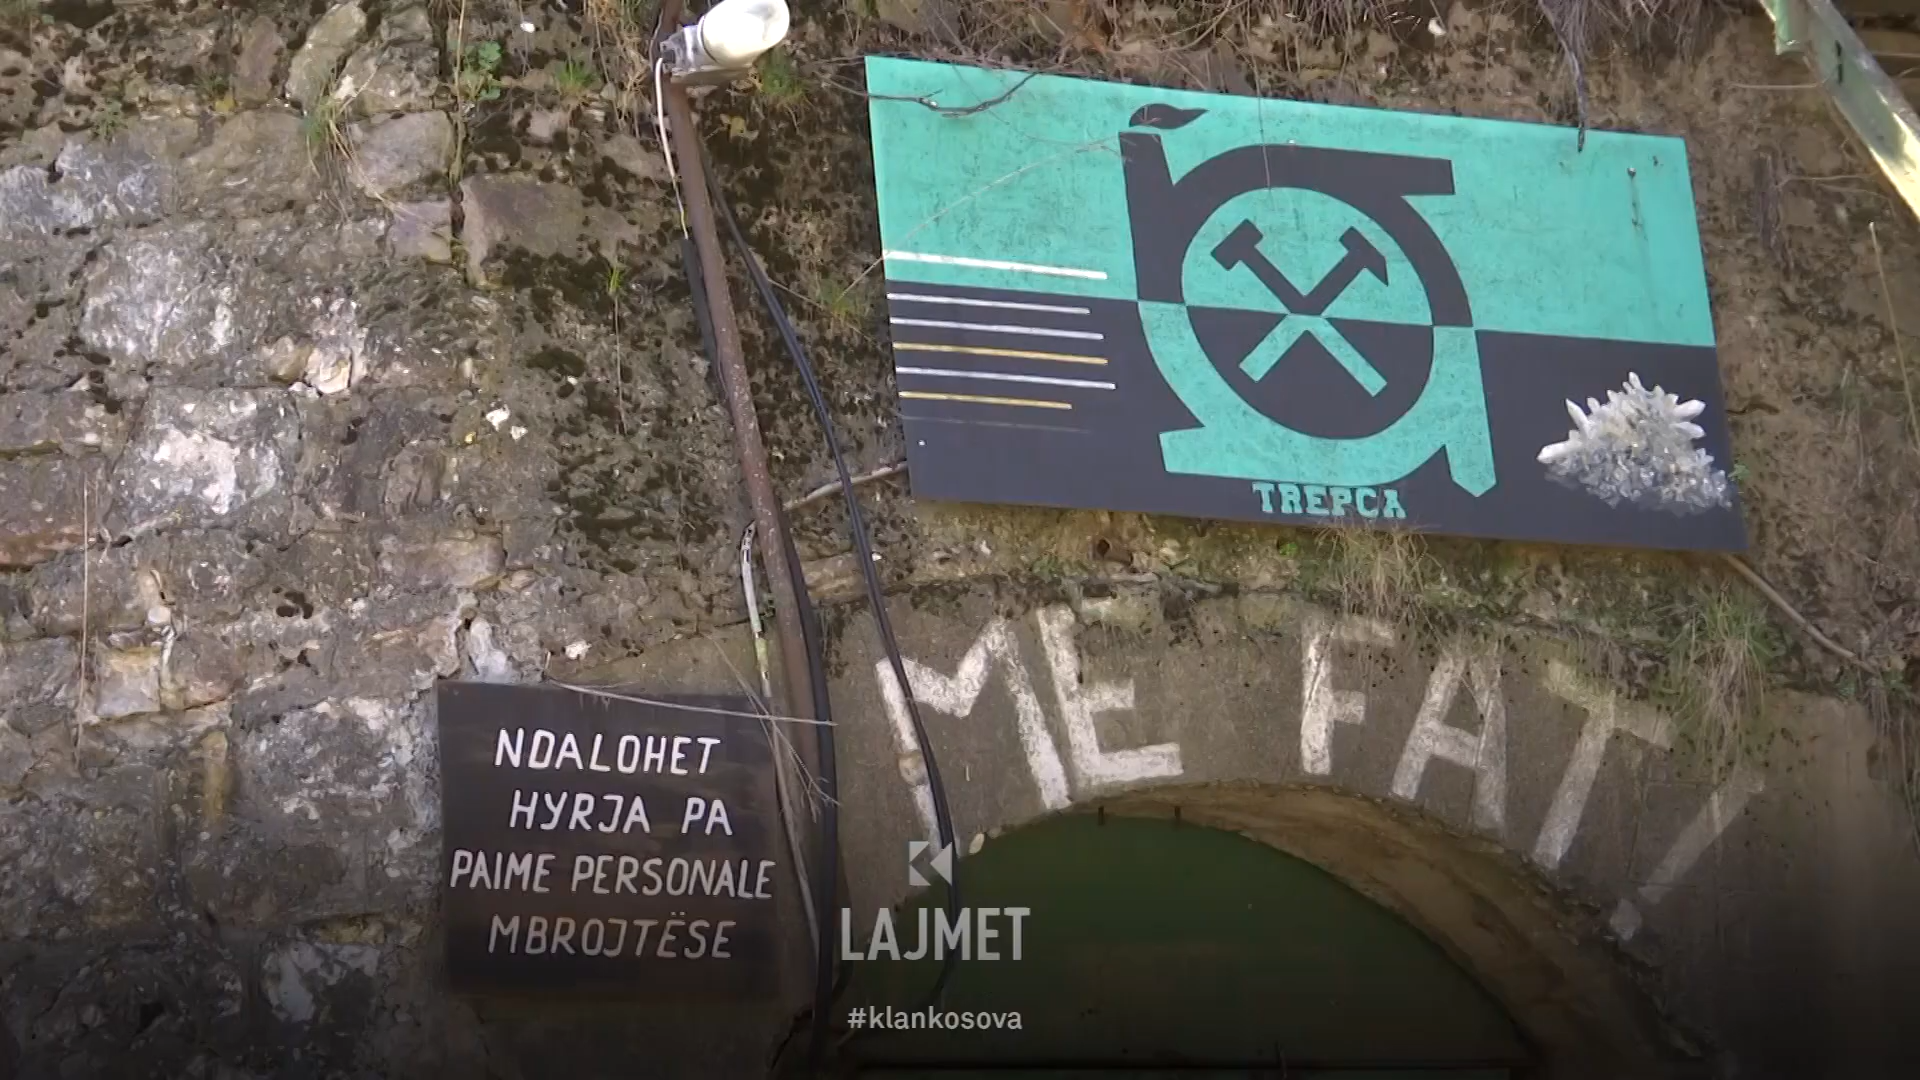 TREPCA
ME FAT!
NDALOHET
HYRJA PA
PAIME PERSONALE
MBROJTËSE
LAJMET
#klankosova